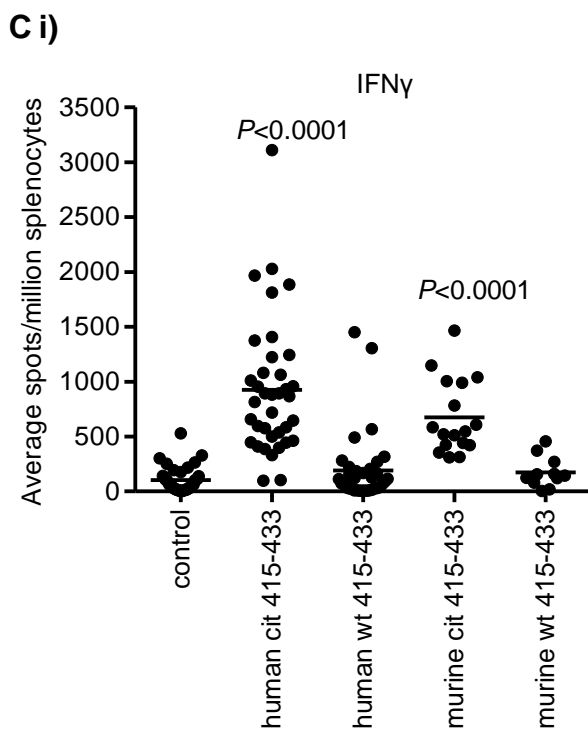 C i)
IFNγ
Average spots/million splenocytes
3500
3000
2500
2000
1500
1000
500
0
P<0.0001
P<0.0001
control
human cit 415-433
human wt 415-433
murine cit 415-433
murine wt 415-433